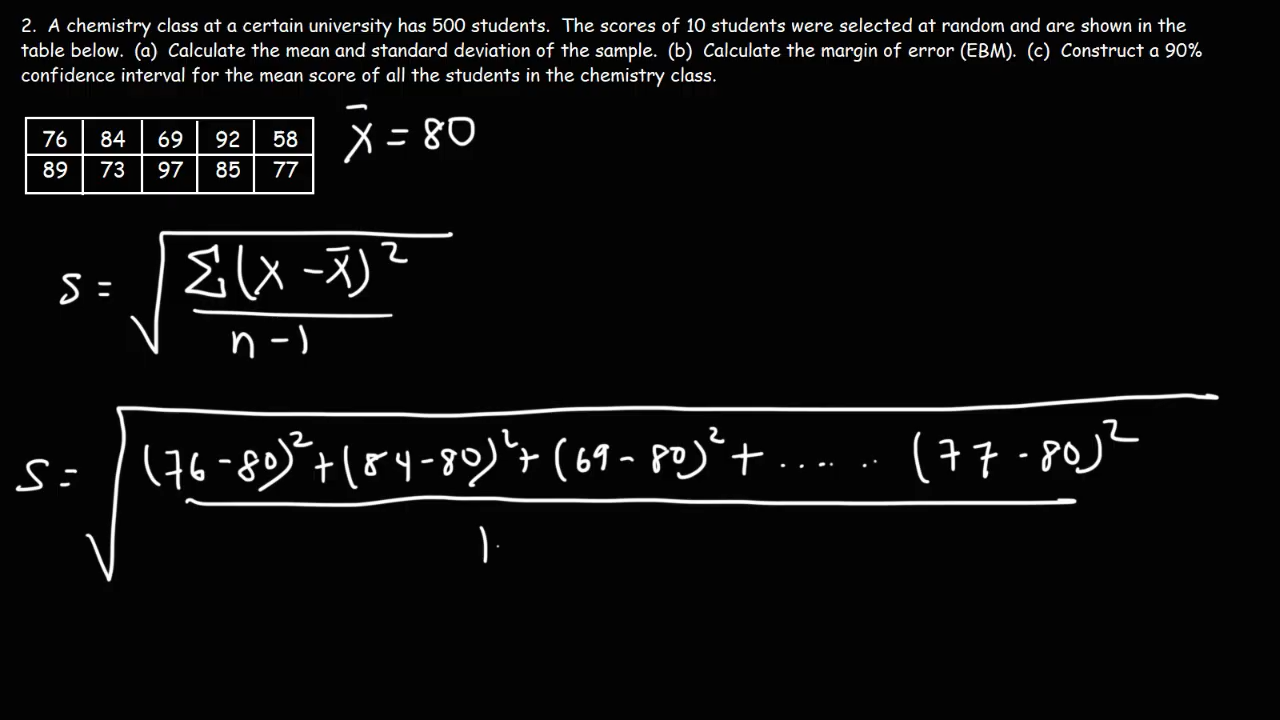 2. A chemistry class at a certain university has 500 students. The scores of 10 students were selected at random and are shown in the
table below. (a) Calculate the mean and standard deviation of the sample. (b) Calculate the margin of error (EBM). (c) Construct a 90%
confidence interval for the mean score of all the students in the chemistry class.
76 84 69 92 58
89 73 97 85 77
x̄ = 80
s = √(Σ(x - x̄)² / (n - 1))
s = √((76 - 80)² + (84 - 80)² + (69 - 80)² + ....... (77 - 80)²
1